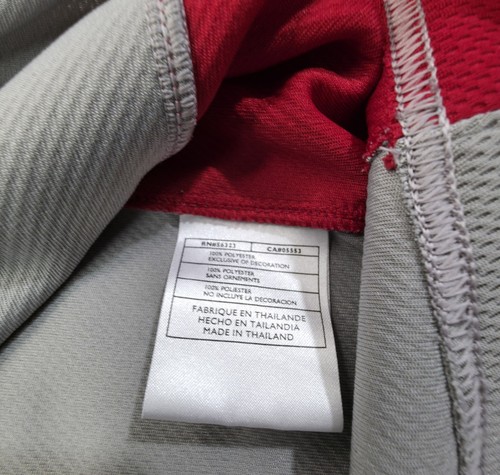 RN#56323 CA#05553
100% POLYESTER
EXCLUSIVE OF DECORATION
100% POLYESTER
SANS ORNEMENTS
100% POLIESTER
NO INCLUYE LA DECORACION
FABRIQUE EN THAILANDE
HECHO EN TAILANDIA
MADE IN THAILAND